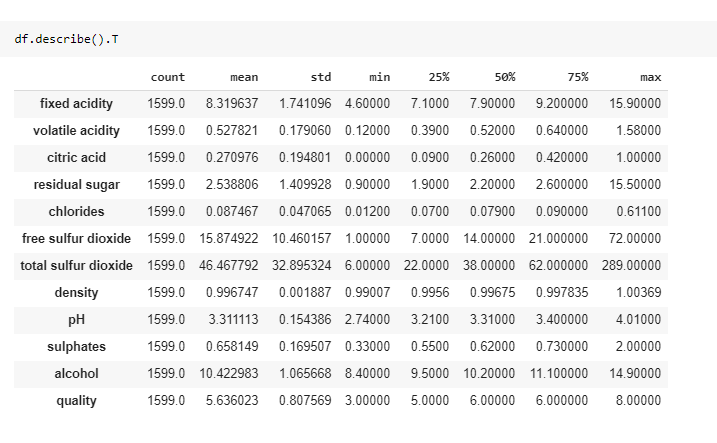 df.describe().T
count mean std min 25% 50% 75% max
fixed acidity 1599.0 8.319637 1.741096 4.60000 7.1000 7.90000 9.200000 15.90000
volatile acidity 1599.0 0.527821 0.179060 0.12000 0.3900 0.52000 0.640000 1.58000
citric acid 1599.0 0.270976 0.194801 0.00000 0.0900 0.26000 0.420000 1.00000
residual sugar 1599.0 2.538806 1.409928 0.90000 1.9000 2.20000 2.600000 15.50000
chlorides 1599.0 0.087467 0.047065 0.01200 0.0700 0.07900 0.090000 0.61100
free sulfur dioxide 1599.0 15.874922 10.460157 1.00000 7.0000 14.00000 21.000000 72.00000
total sulfur dioxide 1599.0 46.467792 32.895324 6.00000 22.0000 38.00000 62.000000 289.00000
density 1599.0 0.996747 0.001887 0.99007 0.9956 0.99675 0.997835 1.00369
pH 1599.0 3.311113 0.154386 2.74000 3.2100 3.31000 3.400000 4.01000
sulphates 1599.0 0.658149 0.169507 0.33000 0.5500 0.62000 0.730000 2.00000
alcohol 1599.0 10.422983 1.065668 8.40000 9.5000 10.20000 11.100000 14.90000
quality 1599.0 5.636023 0.807569 3.00000 5.0000 6.00000 6.000000 8.00000